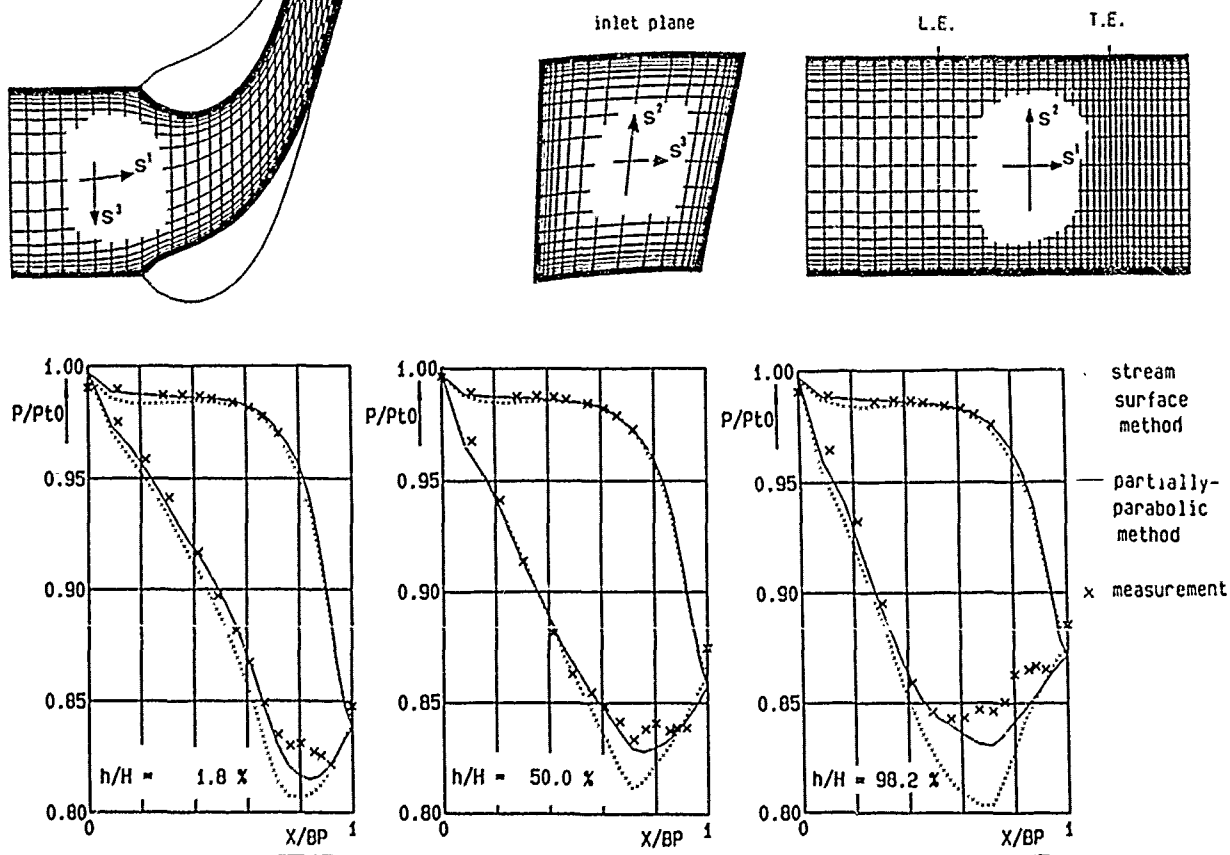 inlet plane
L.E.
T.E.
S¹
S³
S²
S³
S²
S¹
1.00
P/Pt0
0.95
0.90
0.85
0.80
h/H = 1.8 %
0
X/BP
1
1.00
P/Pt0
0.95
0.90
0.85
0.80
h/H = 50.0 %
0
X/BP
1
1.00
P/Pt0
0.95
0.90
0.85
0.80
h/H = 98.2 %
0
X/BP
1
stream
surface
method
— partially-
parabolic
method
x measurement